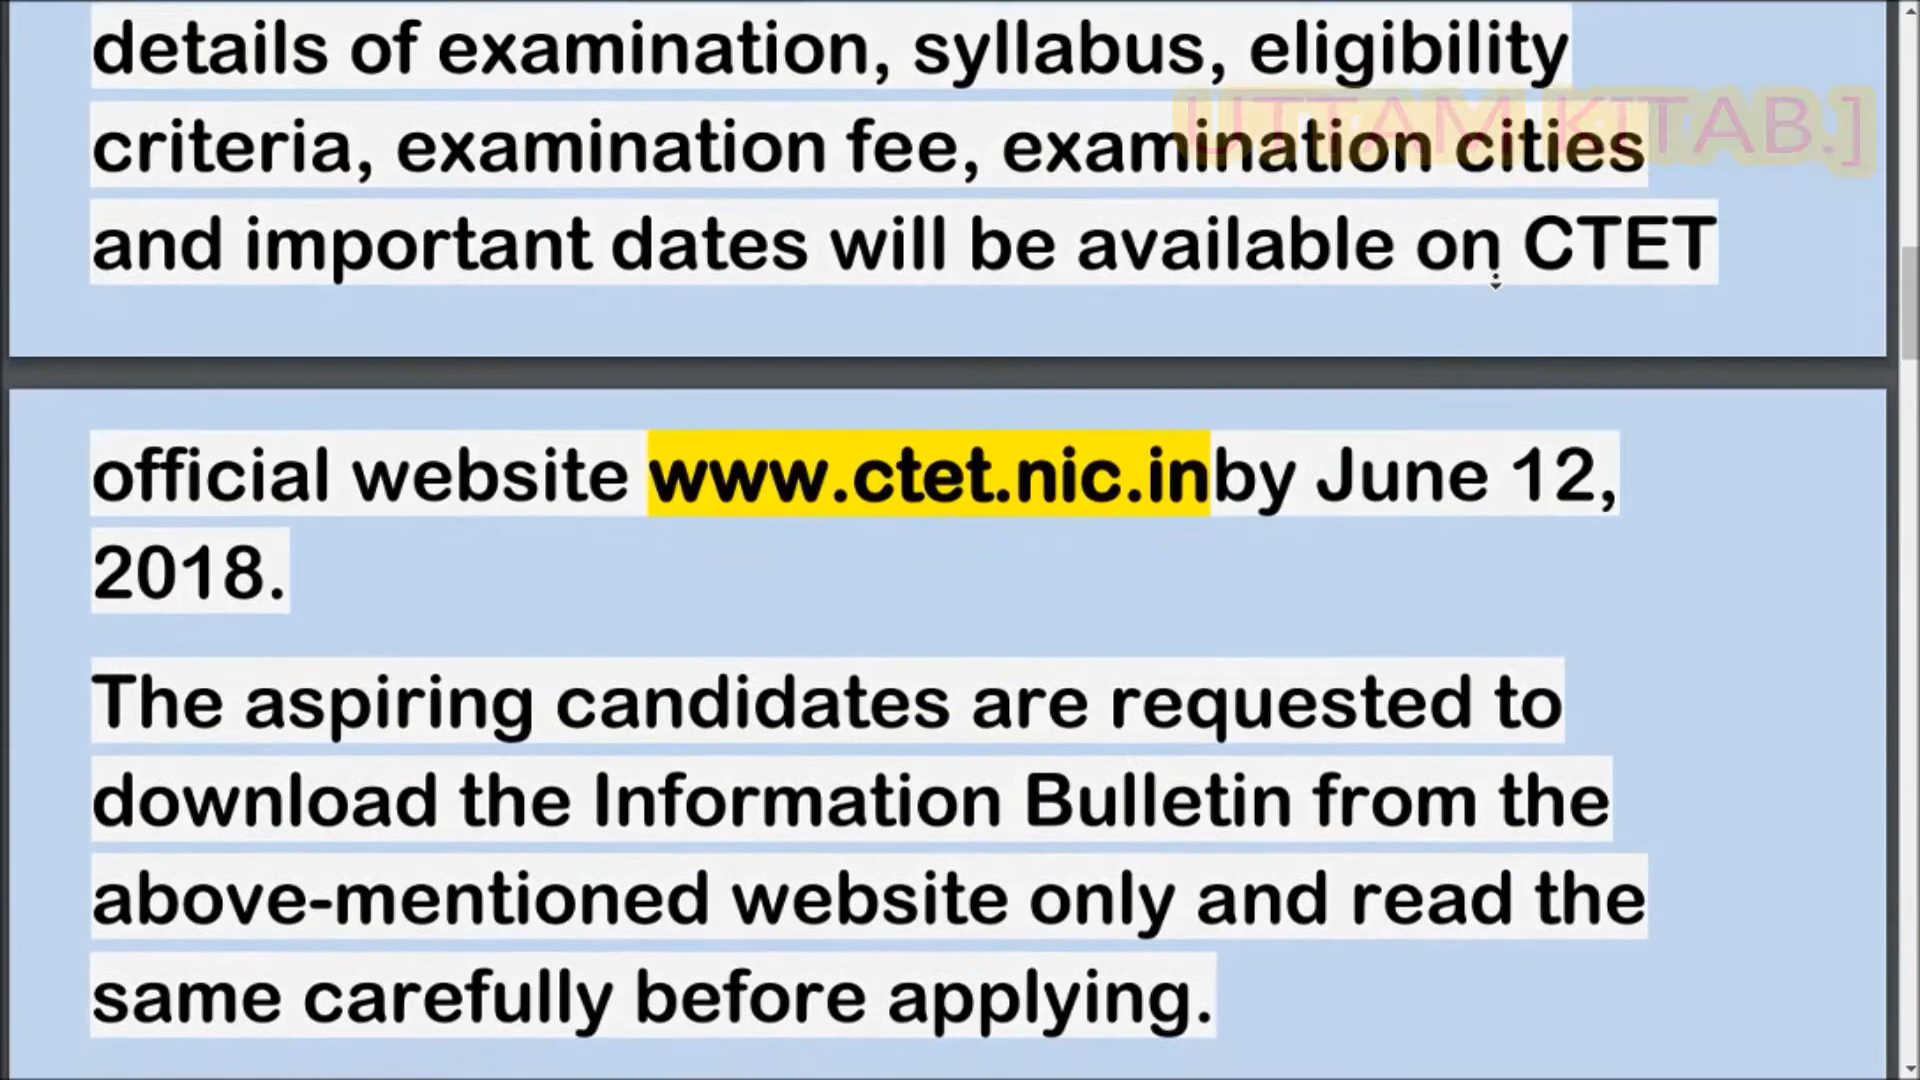 details of examination, syllabus, eligibility
UTTAM KITAB.]
criteria, examination fee, examination cities
and important dates will be available on CTET
official website www.ctet.nic.inby June 12,
2018.
The aspiring candidates are requested to
download the Information Bulletin from the
above-mentioned website only and read the
same carefully before applying.